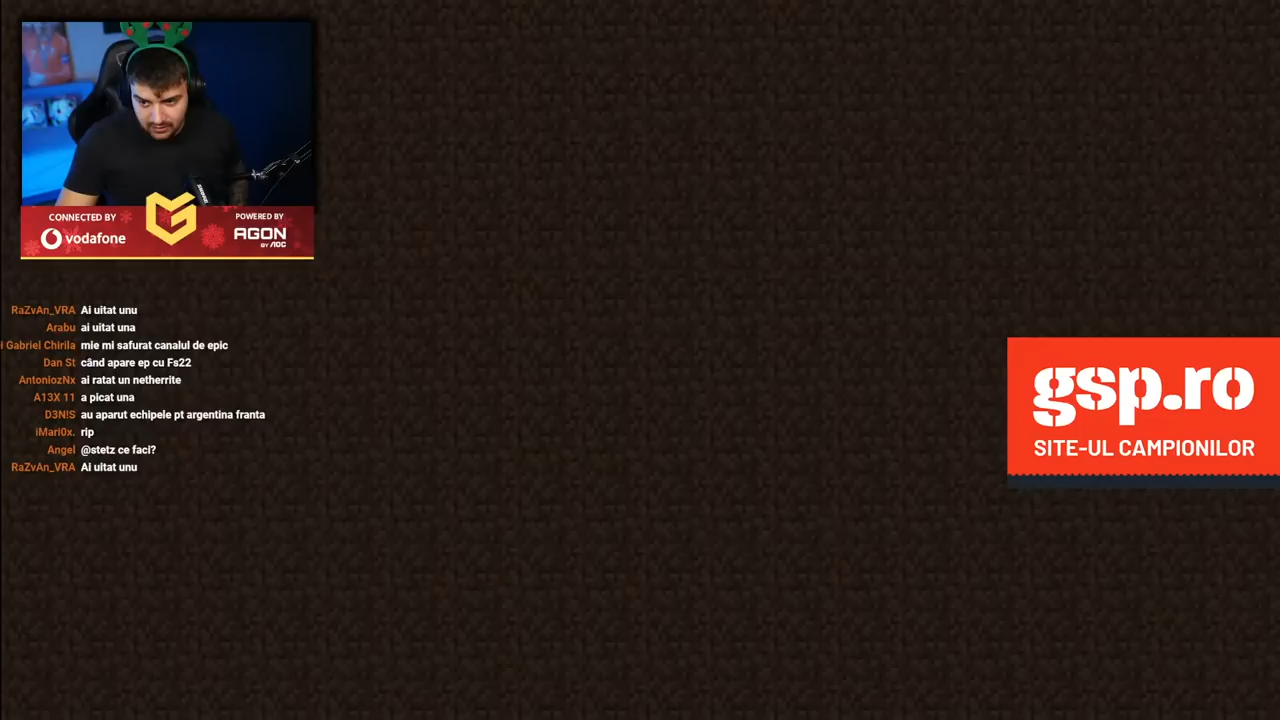 CONNECTED BY
vodafone
POWERED BY
AGON
BY AOC
RaZvAn_VRA Ai uitat unu
Arabu ai uitat una
i Gabriel Chirila mie mi safurat canalul de epic
Dan St când apare ep cu Fs22
AntoniozNx ai ratat un netherrite
A13X 11 a picat una
D3N!S au aparut echipele pt argentina franta
iMari0x. rip
Angel @stetz ce faci?
RaZvAn_VRA Ai uitat unu
gsp.ro
SITE-UL CAMPIONILOR